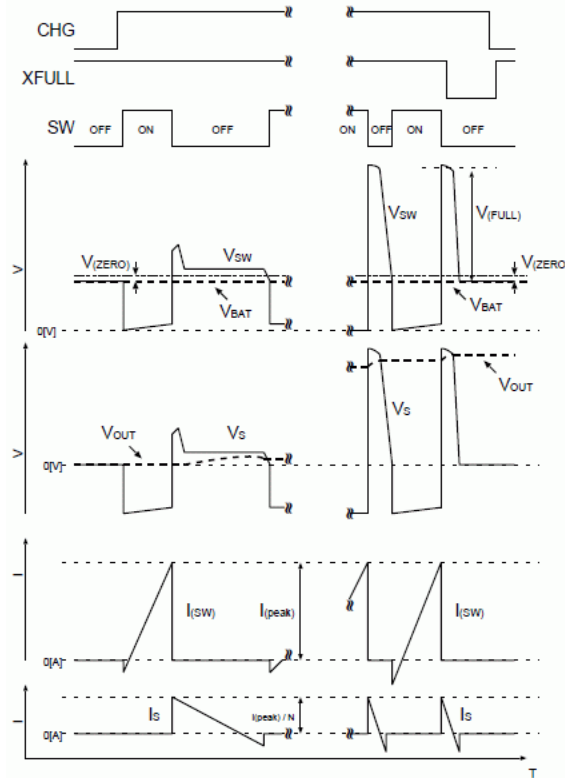 CHG
XFULL
SW
OFF ON OFF ON OFF ON OFF
V
V(ZERO)
VSW
VBAT
0[V]
VSW
V(FULL)
V(ZERO
VBAT
V
VOUT
VS
0[V]
VOUT
VS
I
I(SW)
I(peak)
I(SW)
0[A]
I
IS
I(peak) / N
IS
0[A]
T